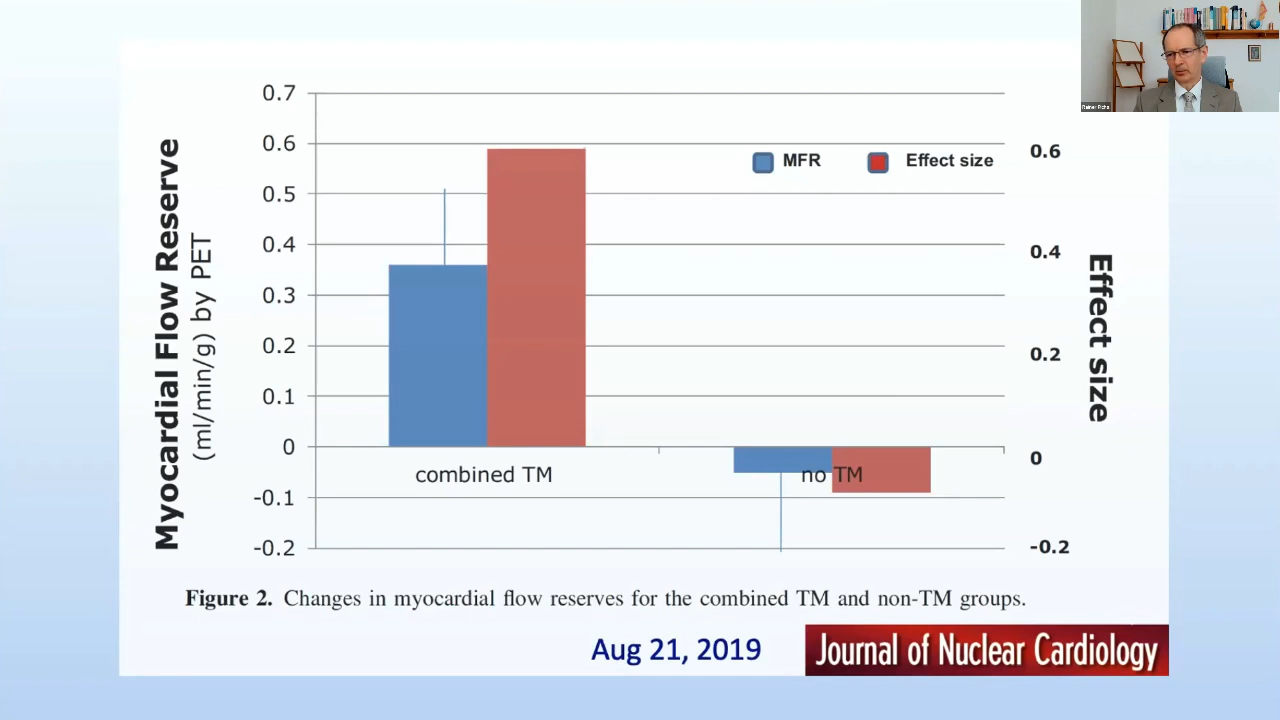 0.7
0.6
0.5
0.4
0.3
0.2
0.1
0
-0.1
-0.2
Myocardial Flow Reserve
(ml/min/g) by PET
MFR
Effect size
combined TM
no TM
0.6
0.4
0.2
0
-0.2
Effect size
Figure 2. Changes in myocardial flow reserves for the combined TM and non-TM groups.
Aug 21, 2019
Journal of Nuclear Cardiology